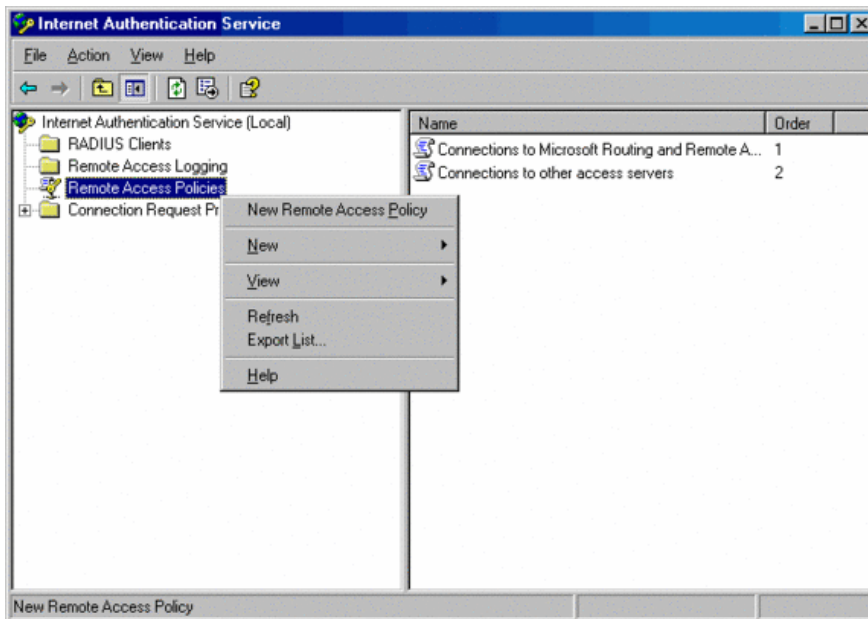 Internet Authentication Service
File Action View Help
Internet Authentication Service (Local)
RADIUS Clients
Remote Access Logging
Remote Access Policies
Connection Request Pr
New Remote Access Policy
New
View
Refresh
Export List...
Help
Name Order
Connections to Microsoft Routing and Remote A... 1
Connections to other access servers 2
New Remote Access Policy